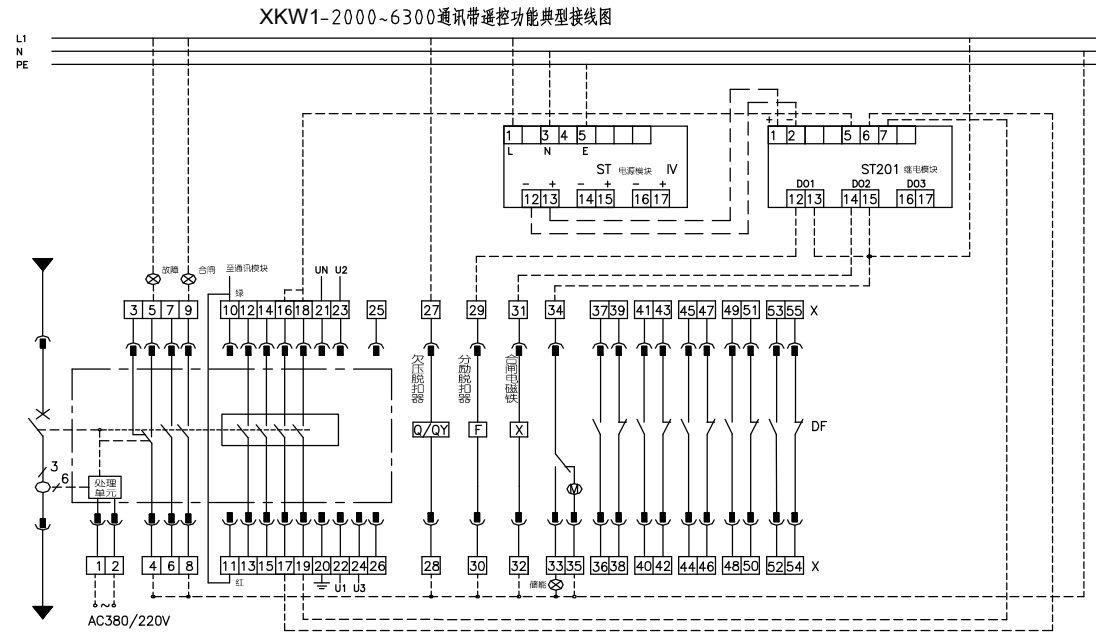 XKW1-2000~6300通讯带遥控功能典型接线图
L1
N
PE
1 3 4 5
L N E
ST 电源模块 IV
- + - + - +
12 13 14 15 16 17
+ -
1 2 5 6 7
ST201 继电模块
DO1 DO2 DO3
12 13 14 15 16 17
故障 合闸 至通讯模块 UN U2
绿
3 5 7 9 10 12 14 16 18 21 23 25 27 29 31 34 37 39 41 43 45 47 49 51 53 55 X
欠压脱扣器
分励脱扣器
合闸电磁铁
Q/QY F X DF
3
6
处理单元
M
1 2 4 6 8 11 13 15 17 19 20 22 24 26 28 30 32 33 35 36 38 40 42 44 46 48 50 52 54 X
红 U1 U3 储能
~
AC380/220V